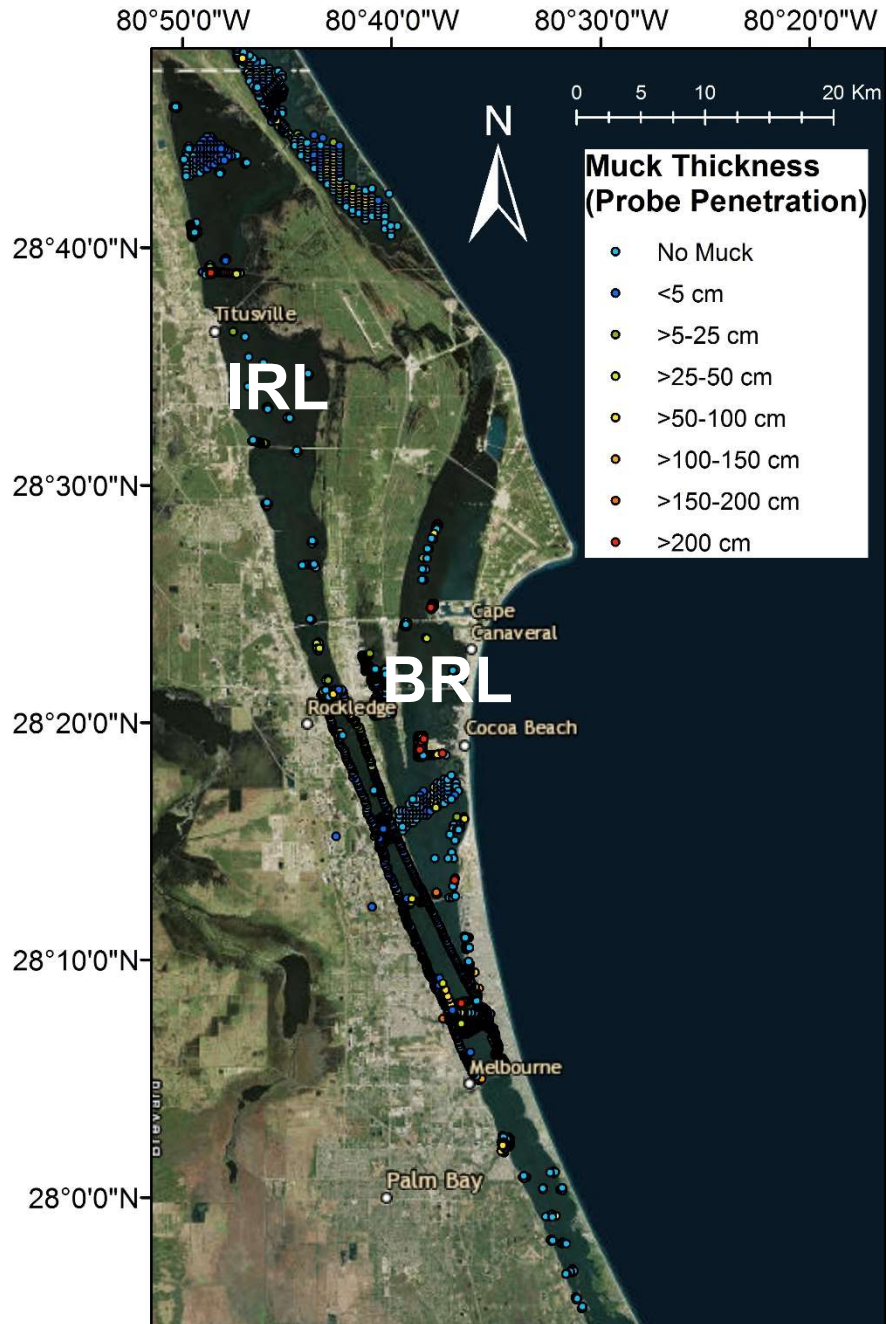 80°50'0"W 80°40'0"W 80°30'0"W 80°20'0"W
0 5 10 20 Km
N
Muck Thickness
(Probe Penetration)
No Muck
<5 cm
>5-25 cm
>25-50 cm
>50-100 cm
>100-150 cm
>150-200 cm
>200 cm
28°40'0"N
Titusville
IRL
28°30'0"N
Cape
Canaveral
BRL
Rockledge
28°20'0"N
Cocoa Beach
28°10'0"N
Melbourne
Brevard
Palm Bay
28°0'0"N